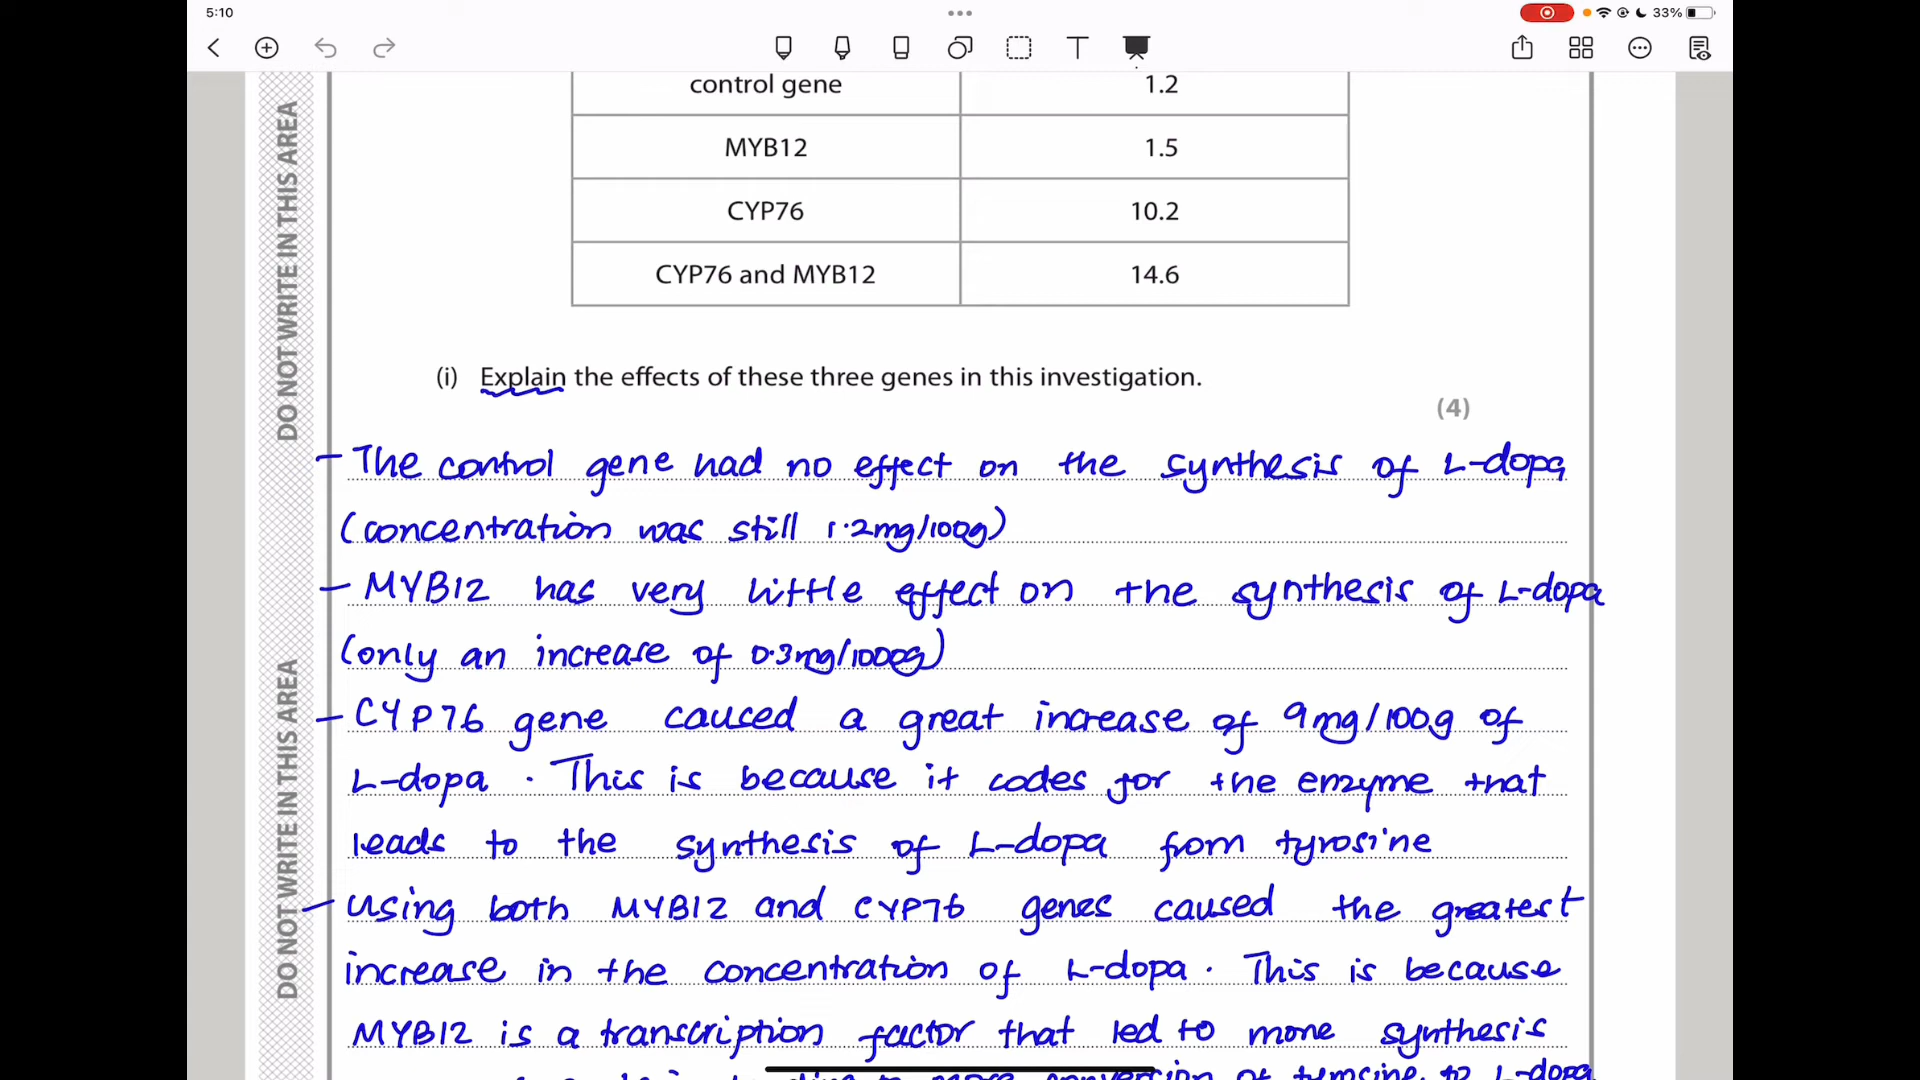 5:10
33%
control gene 1.2
MYB12 1.5
CYP76 10.2
CYP76 and MYB12 14.6
(i) Explain the effects of these three genes in this investigation.
(4)
- The control gene had no effect on the synthesis of L-dopa
(concentration was still 1.2mg/100g)
- MYB12 has very little effect on the synthesis of L-dopa
(only an increase of 0.3mg/100g)
- CYP76 gene caused a great increase of 9mg/100g of
L-dopa. This is because it codes for the enzyme that
leads to the synthesis of L-dopa from tyrosine
- using both MYB12 and CYP76 genes caused the greatest
increase in the concentration of L-dopa. This is because
MYB12 is a transcription factor that led to more synthesis
more conversion of tyrosine to L-dopa
DO NOT WRITE IN THIS AREA
DO NOT WRITE IN THIS AREA